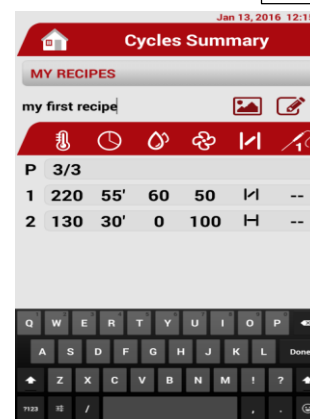 Jan 13, 2016 12:1
Cycles Summary
MY RECIPES
my first recipe
P 3/3
1 220 55' 60 50 --
2 130 30' 0 100 --
Q W E R T Y U I O P
A S D F G H J K L Done
Z X C V B N M ! ?
?123 / , .